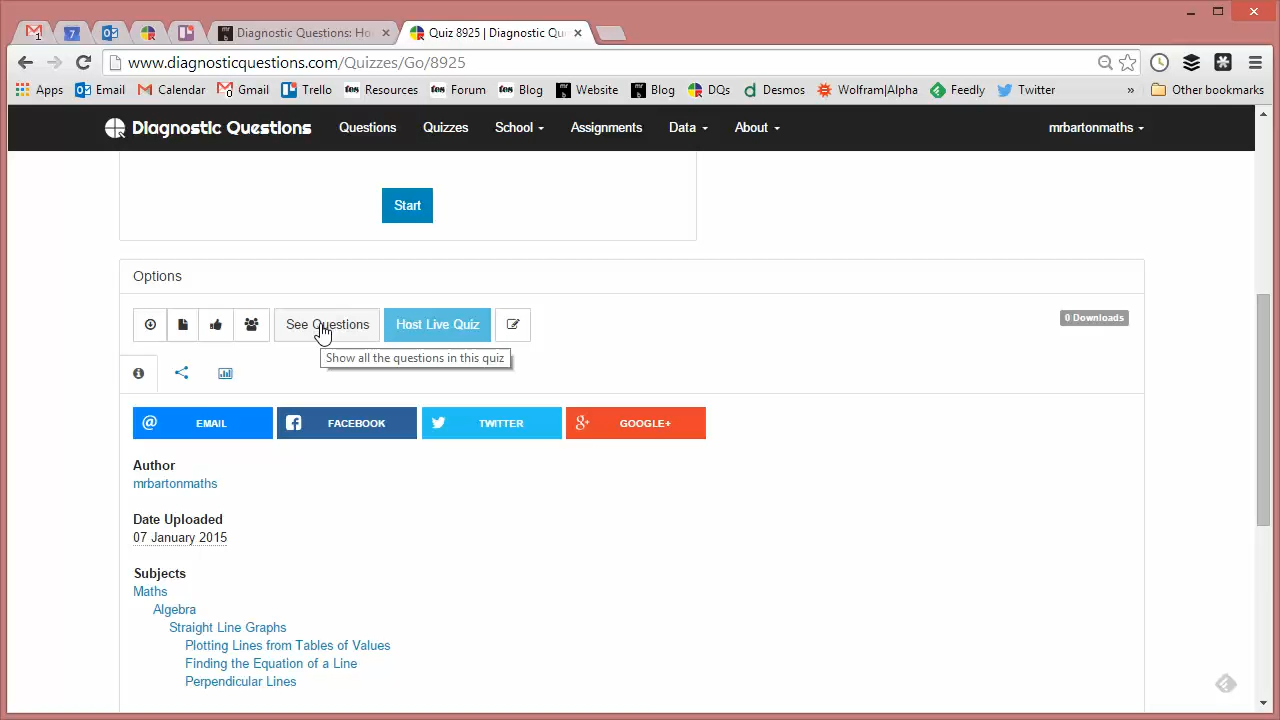 Diagnostic Questions: Ho
Quiz 8925 | Diagnostic Qu
www.diagnosticquestions.com/Quizzes/Go/8925
Apps Email Calendar Gmail Trello Resources Forum Blog Website Blog DQs Desmos Wolfram|Alpha Feedly Twitter » Other bookmarks
Diagnostic Questions Questions Quizzes School Assignments Data About mrbartonmaths
Start
Options
See Questions Host Live Quiz 0 Downloads
Show all the questions in this quiz
EMAIL FACEBOOK TWITTER GOOGLE+
Author
mrbartonmaths
Date Uploaded
07 January 2015
Subjects
Maths
Algebra
Straight Line Graphs
Plotting Lines from Tables of Values
Finding the Equation of a Line
Perpendicular Lines